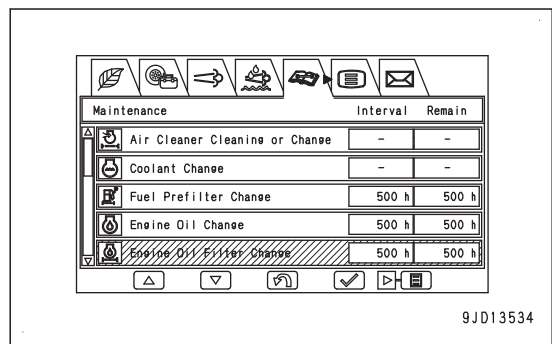 Maintenance Interval Remain
Air Cleaner Cleaning or Change - -
Coolant Change - -
Fuel Prefilter Change 500 h 500 h
Engine Oil Change 500 h 500 h
Engine Oil Filter Change 500 h 500 h
9JD13534